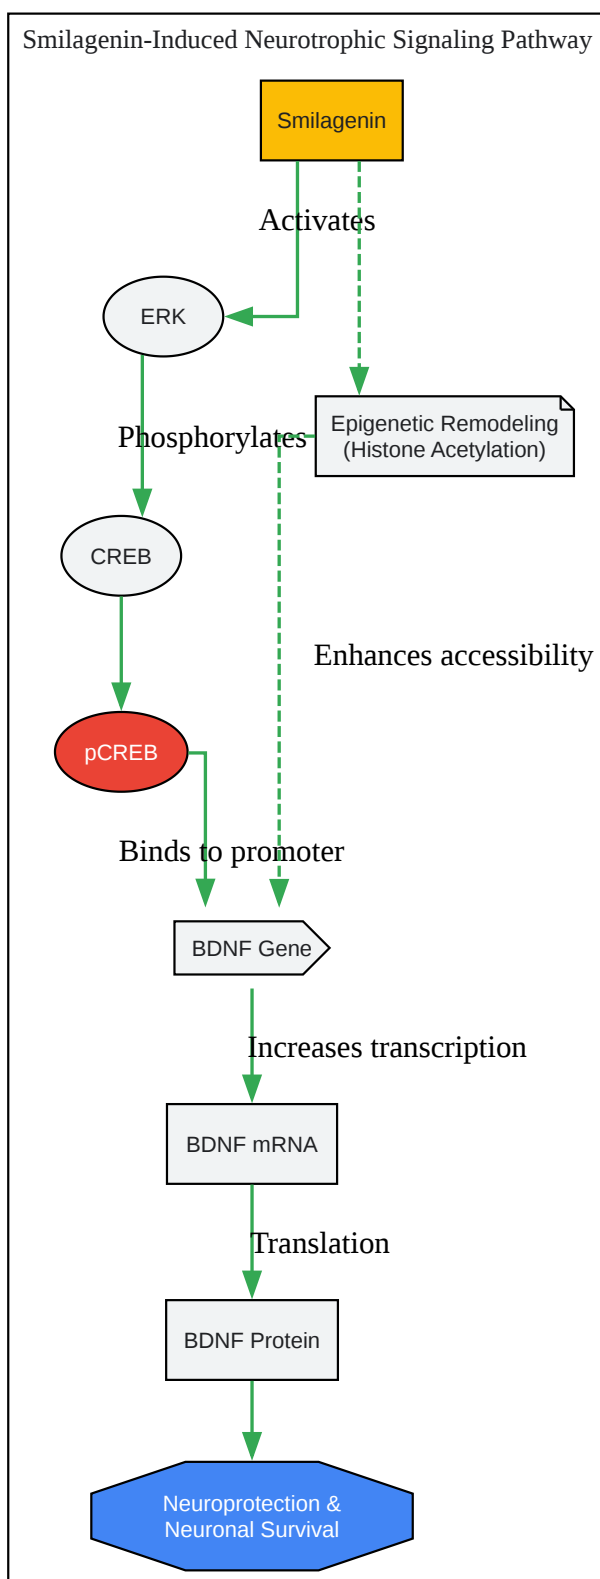 Smilagenin-Induced Neurotrophic Signaling Pathway
Smilagenin
Activates
ERK
Epigenetic Remodeling
(Histone Acetylation)
Phosphorylates
CREB
Enhances accessibility
pCREB
Binds to promoter
BDNF Gene
Increases transcription
BDNF mRNA
Translation
BDNF Protein
Neuroprotection &
Neuronal Survival